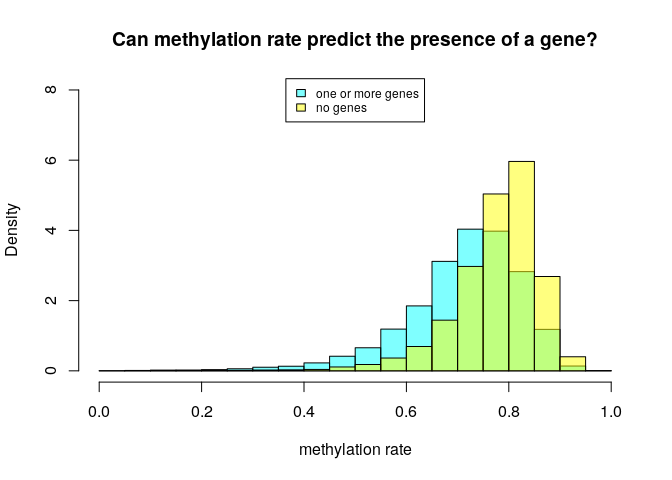 Can methylation rate predict the presence of a gene?
one or more genes
no genes
8
6
4
2
0
Density
0.0 0.2 0.4 0.6 0.8 1.0
methylation rate